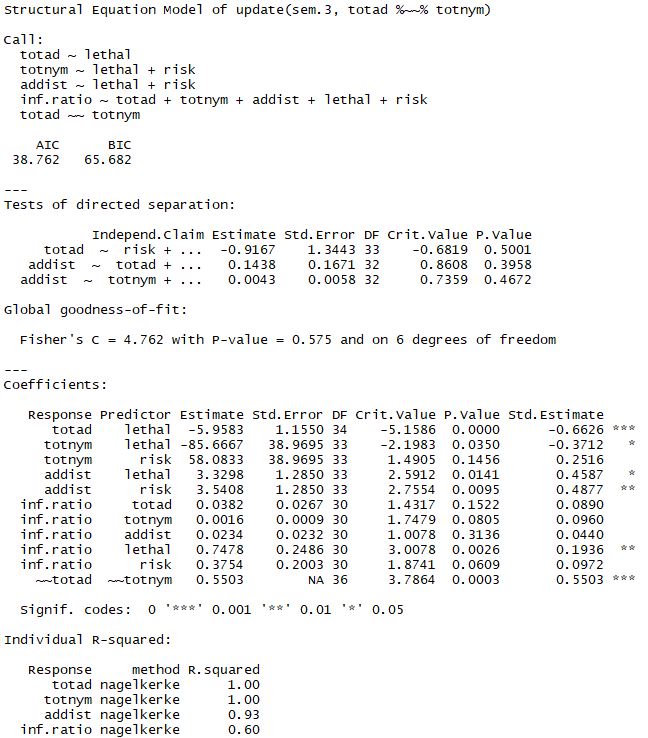 Structural Equation Model of update(sem.3, totad %~~% totnym)
Call:
totad ~ lethal
totnym ~ lethal + risk
addist ~ lethal + risk
inf.ratio ~ totad + totnym + addist + lethal + risk
totad ~~ totnym
AIC BIC
38.762 65.682
---
Tests of directed separation:
Independ.Claim Estimate Std.Error DF Crit.Value P.Value
totad ~ risk + ... -0.9167 1.3443 33 -0.6819 0.5001
addist ~ totad + ... 0.1438 0.1671 32 0.8608 0.3958
addist ~ totnym + ... 0.0043 0.0058 32 0.7359 0.4672
Global goodness-of-fit:
Fisher's C = 4.762 with P-value = 0.575 and on 6 degrees of freedom
---
Coefficients:
Response Predictor Estimate Std.Error DF Crit.Value P.Value Std.Estimate
totad lethal -5.9583 1.1550 34 -5.1586 0.0000 -0.6626 ***
totnym lethal -85.6667 38.9695 33 -2.1983 0.0350 -0.3712 *
totnym risk 58.0833 38.9695 33 1.4905 0.1456 0.2516
addist lethal 3.3298 1.2850 33 2.5912 0.0141 0.4587 *
addist risk 3.5408 1.2850 33 2.7554 0.0095 0.4877 **
inf.ratio totad 0.0382 0.0267 30 1.4317 0.1522 0.0890
inf.ratio totnym 0.0016 0.0009 30 1.7479 0.0805 0.0960
inf.ratio addist 0.0234 0.0232 30 1.0078 0.3136 0.0440
inf.ratio lethal 0.7478 0.2486 30 3.0078 0.0026 0.1936 **
inf.ratio risk 0.3754 0.2003 30 1.8741 0.0609 0.0972
~~totad ~~totnym 0.5503 NA 36 3.7864 0.0003 0.5503 ***
Signif. codes: 0 '***' 0.001 '**' 0.01 '*' 0.05
Individual R-squared:
Response method R.squared
totad nagelkerke 1.00
totnym nagelkerke 1.00
addist nagelkerke 0.93
inf.ratio nagelkerke 0.60